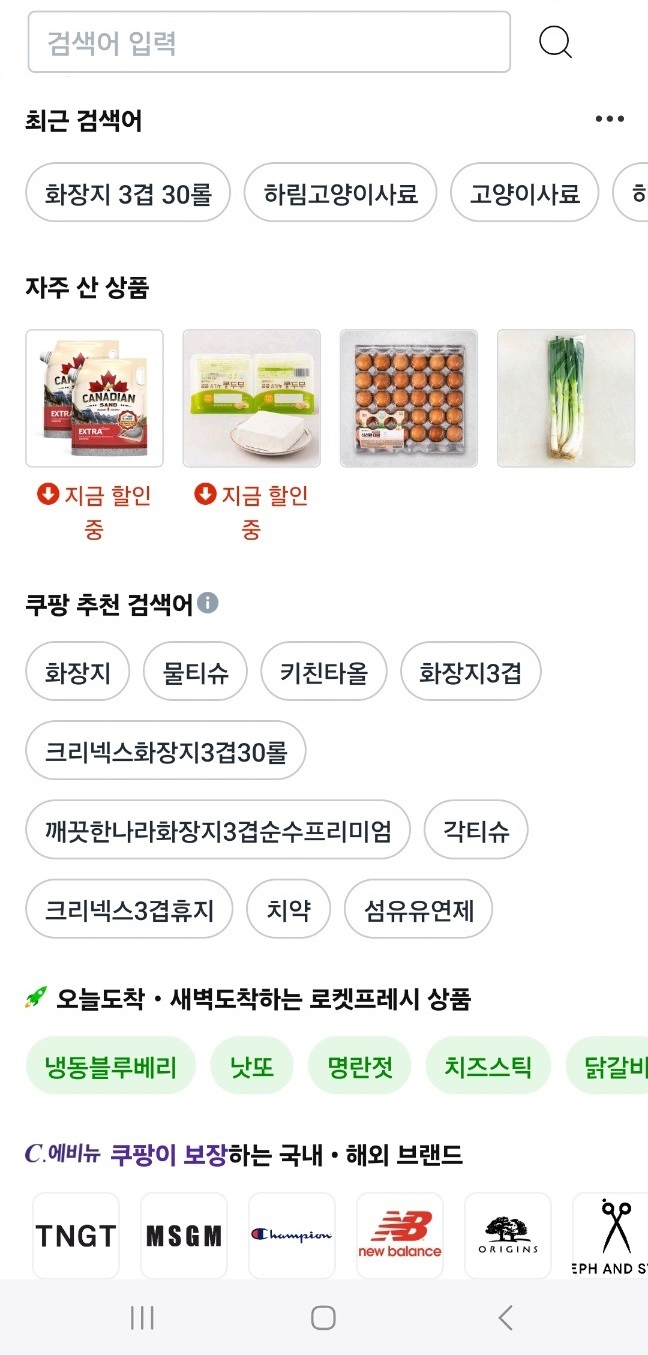 검색어 입력
최근 검색어
화장지 3겹 30롤
하림고양이사료
고양이사료
자주 산 상품
CANADIAN
SAND
EXTRA
콩두부
지금 할인
중
지금 할인
중
쿠팡 추천 검색어
화장지
물티슈
키친타올
화장지3겹
크리넥스화장지3겹30롤
깨끗한나라화장지3겹순수프리미엄
각티슈
크리넥스3겹휴지
치약
섬유유연제
오늘도착・새벽도착하는 로켓프레시 상품
냉동블루베리
낫또
명란젓
치즈스틱
닭갈비
C.에비뉴 쿠팡이 보장하는 국내・해외 브랜드
TNGT
MSGM
Champion
NB
new balance
ORIGINS
EPH AND S